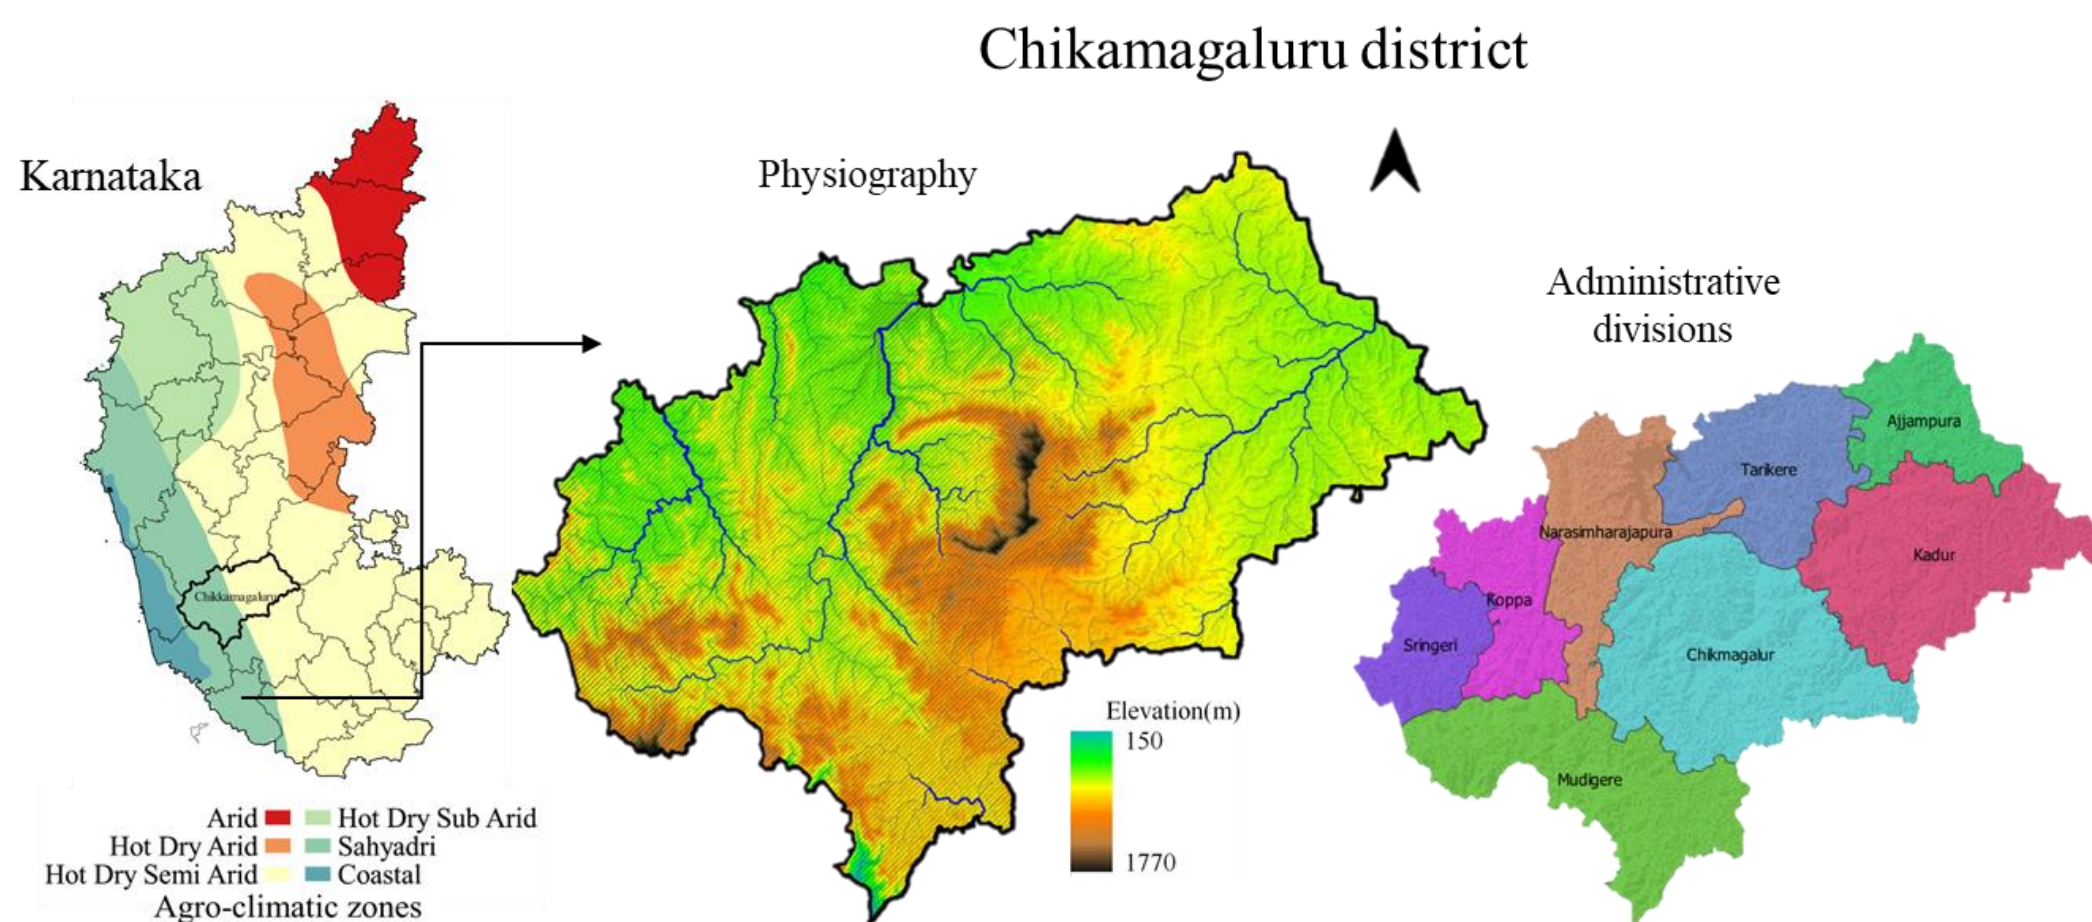 Chikamagaluru district
Karnataka
Chikkamagaluru
Arid
Hot Dry Arid
Hot Dry Semi Arid
Hot Dry Sub Arid
Sahyadri
Coastal
Agro-climatic zones
Physiography
Elevation(m)
150
1770
Administrative
divisions
Ajjampura
Tarikere
Narasimharajapura
Kadur
Koppa
Sringeri
Chikmagalur
Mudigere